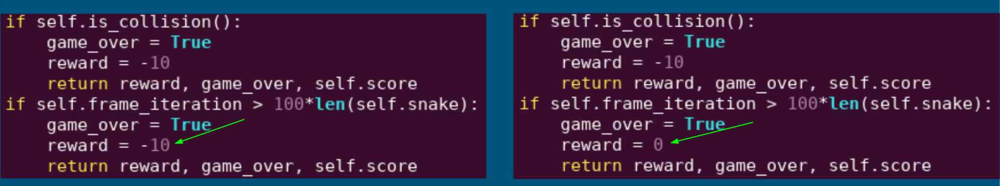 if self.is_collision():
    game_over = True
    reward = -10
    return reward, game_over, self.score
if self.frame_iteration > 100*len(self.snake):
    game_over = True
    reward = -10
    return reward, game_over, self.score
if self.is_collision():
    game_over = True
    reward = -10
    return reward, game_over, self.score
if self.frame_iteration > 100*len(self.snake):
    game_over = True
    reward = 0
    return reward, game_over, self.score